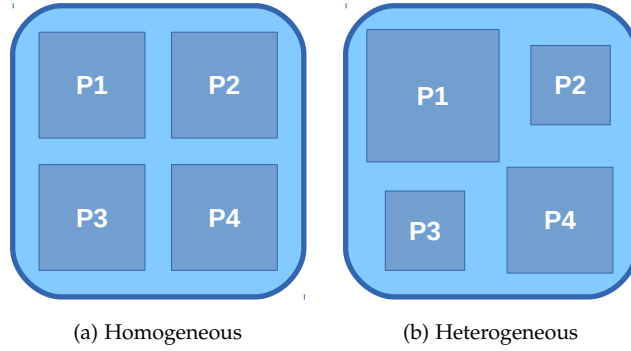 P1 P2
P3 P4
P1 P2
P3 P4
(a) Homogeneous
(b) Heterogeneous